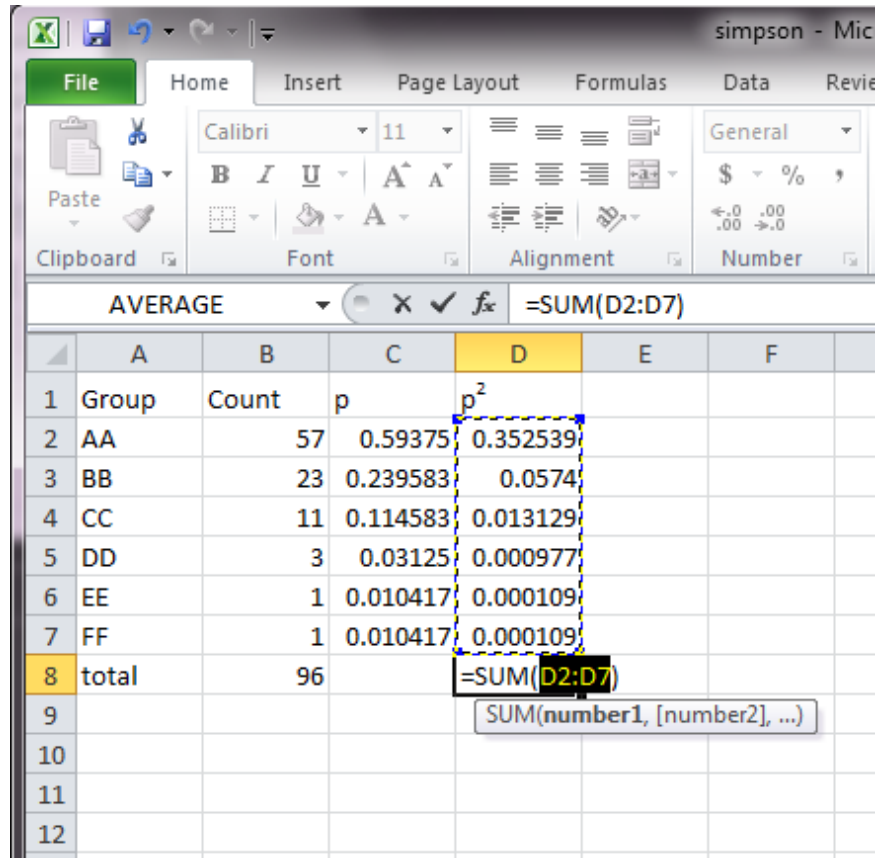 simpson - Mic
File Home Insert Page Layout Formulas Data Revie
Calibri 11 General
Paste B I U A A $ % ,
A .0 .00 .00 .0
Clipboard Font Alignment Number
AVERAGE fx =SUM(D2:D7)
A B C D E F
1 Group Count p p²
2 AA 57 0.59375 0.352539
3 BB 23 0.239583 0.0574
4 CC 11 0.114583 0.013129
5 DD 3 0.03125 0.000977
6 EE 1 0.010417 0.000109
7 FF 1 0.010417 0.000109
8 total 96 =SUM(D2:D7)
9 SUM(number1, [number2], ...)
10
11
12